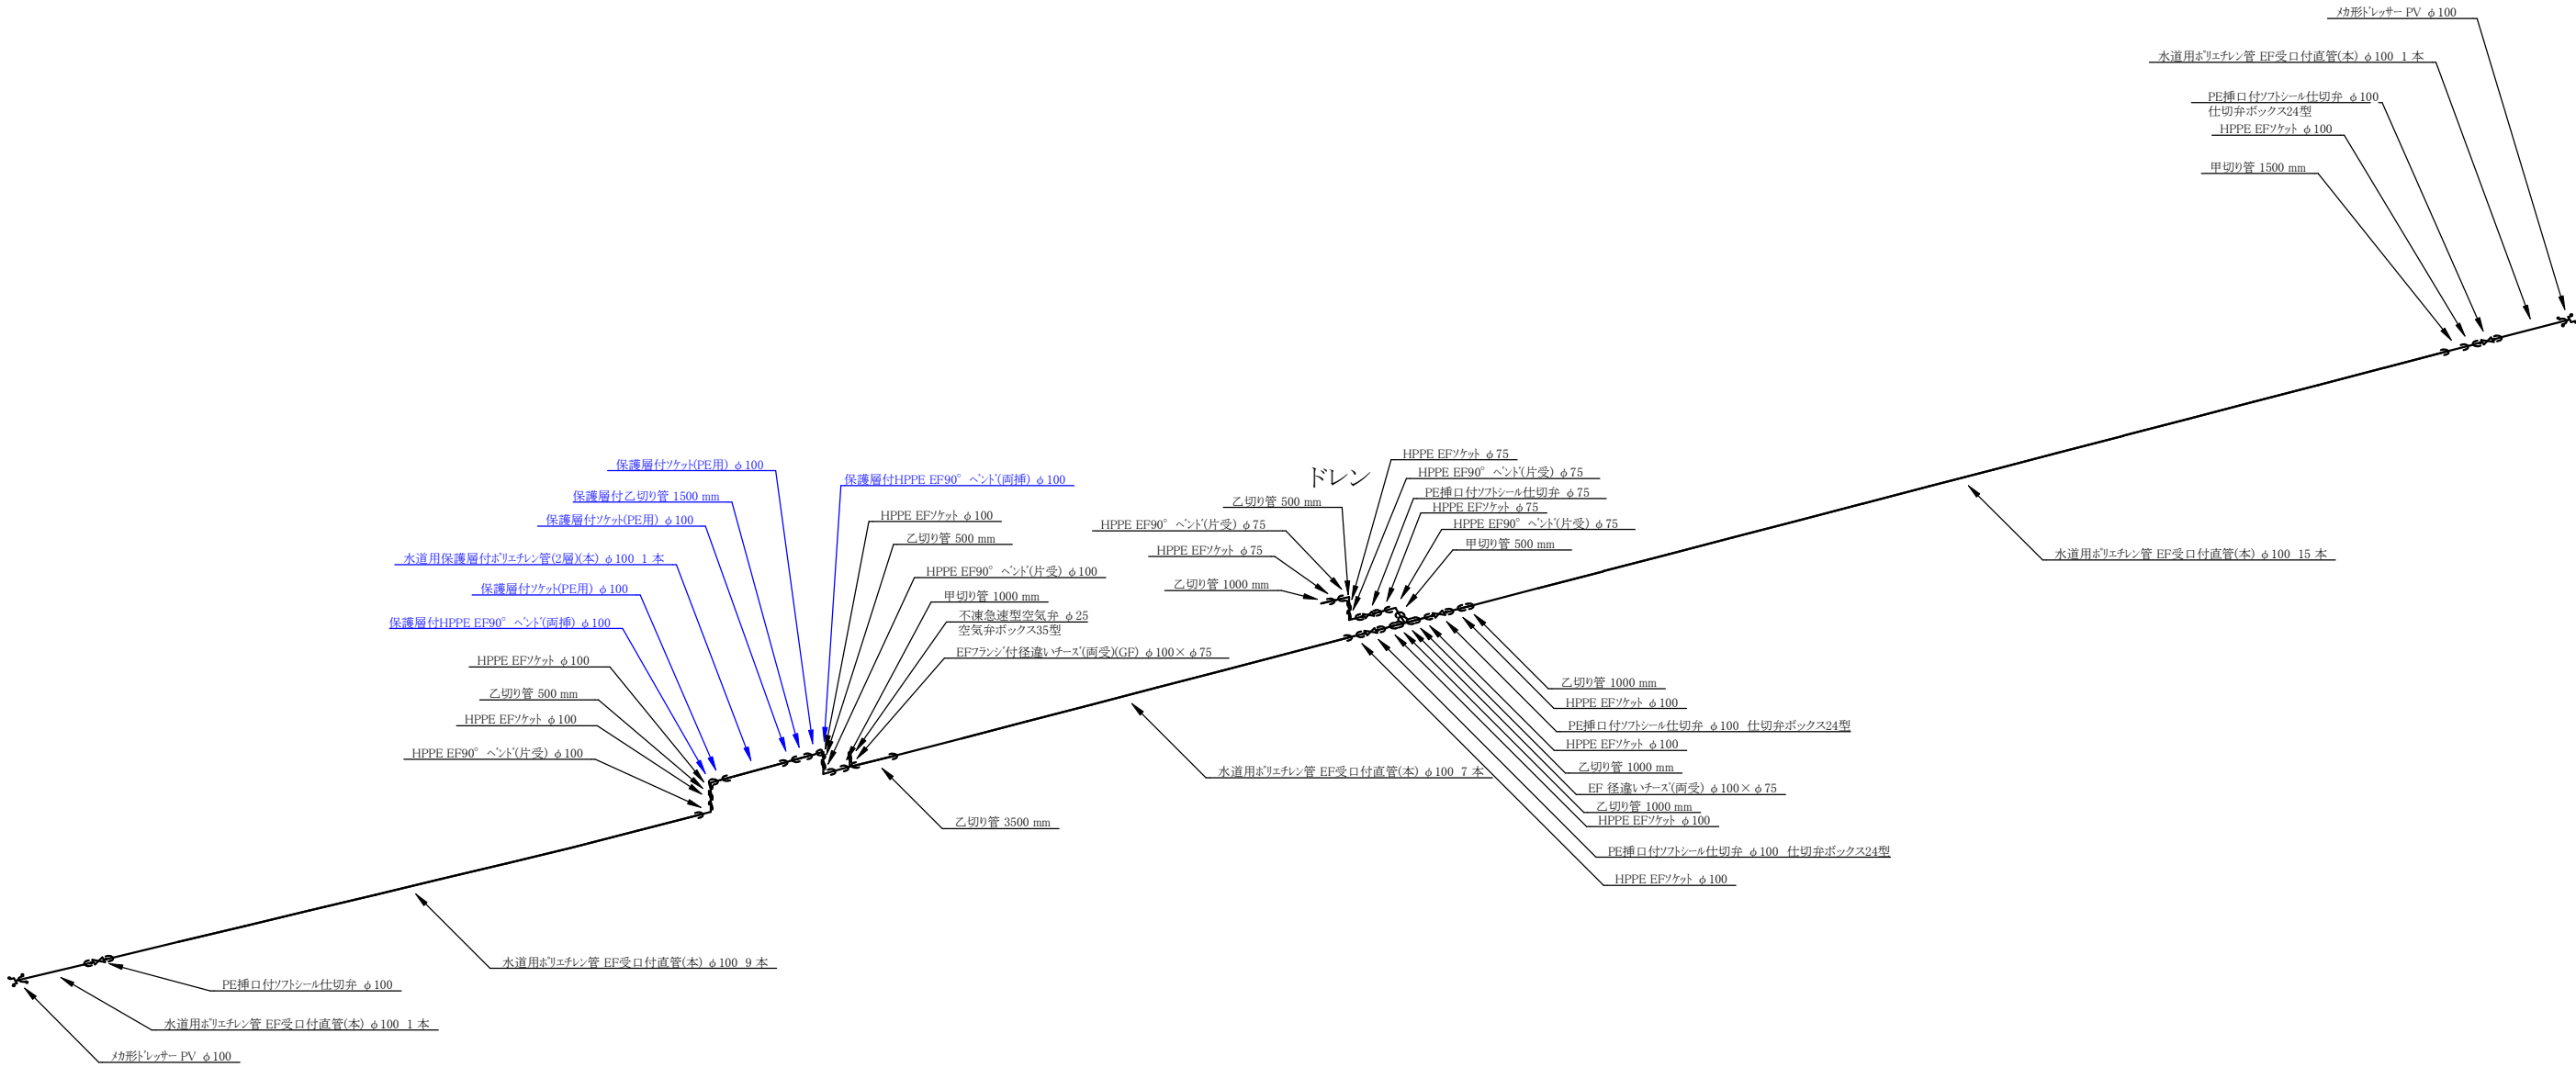 ﾒｶ形ﾄﾞﾚｯｻｰ PV φ100
水道用ﾎﾟﾘｴﾁﾚﾝ管 EF受口付直管(本) φ100 1 本
PE挿口付ｿﾌﾄｼｰﾙ仕切弁 φ100
仕切弁ボックス24型
HPPE EFｿｹｯﾄ φ100
甲切り管 1500 mm
保護層付ｿｹｯﾄ(PE用) φ100
保護層付乙切り管 1500 mm
保護層付ｿｹｯﾄ(PE用) φ100
水道用保護層付ﾎﾟﾘｴﾁﾚﾝ管(2層)(本) φ100 1 本
保護層付ｿｹｯﾄ(PE用) φ100
保護層付HPPE EF90°ﾍﾞﾝﾄﾞ(両挿) φ100
HPPE EFｿｹｯﾄ φ100
乙切り管 500 mm
HPPE EFｿｹｯﾄ φ100
HPPE EF90°ﾍﾞﾝﾄﾞ(片受) φ100
保護層付HPPE EF90°ﾍﾞﾝﾄﾞ(両挿) φ100
HPPE EFｿｹｯﾄ φ100
乙切り管 500 mm
HPPE EF90°ﾍﾞﾝﾄﾞ(片受) φ100
甲切り管 1000 mm
不凍急速型空気弁 φ25
空気弁ボックス35型
EFﾌﾗﾝｼﾞ付径違いﾁｰｽﾞ(両受)(GF) φ100×φ75
ドレン
乙切り管 500 mm
HPPE EF90°ﾍﾞﾝﾄﾞ(片受) φ75
HPPE EFｿｹｯﾄ φ75
乙切り管 1000 mm
HPPE EFｿｹｯﾄ φ75
HPPE EF90°ﾍﾞﾝﾄﾞ(片受) φ75
PE挿口付ｿﾌﾄｼｰﾙ仕切弁 φ75
HPPE EFｿｹｯﾄ φ75
HPPE EF90°ﾍﾞﾝﾄﾞ(片受) φ75
甲切り管 500 mm
水道用ﾎﾟﾘｴﾁﾚﾝ管 EF受口付直管(本) φ100 15 本
乙切り管 1000 mm
HPPE EFｿｹｯﾄ φ100
PE挿口付ｿﾌﾄｼｰﾙ仕切弁 φ100 仕切弁ボックス24型
HPPE EFｿｹｯﾄ φ100
乙切り管 1000 mm
EF 径違いﾁｰｽﾞ(両受) φ100×φ75
乙切り管 1000 mm
HPPE EFｿｹｯﾄ φ100
PE挿口付ｿﾌﾄｼｰﾙ仕切弁 φ100 仕切弁ボックス24型
HPPE EFｿｹｯﾄ φ100
水道用ﾎﾟﾘｴﾁﾚﾝ管 EF受口付直管(本) φ100 7 本
乙切り管 3500 mm
水道用ﾎﾟﾘｴﾁﾚﾝ管 EF受口付直管(本) φ100 9 本
PE挿口付ｿﾌﾄｼｰﾙ仕切弁 φ100
水道用ﾎﾟﾘｴﾁﾚﾝ管 EF受口付直管(本) φ100 1 本
ﾒｶ形ﾄﾞﾚｯｻｰ PV φ100